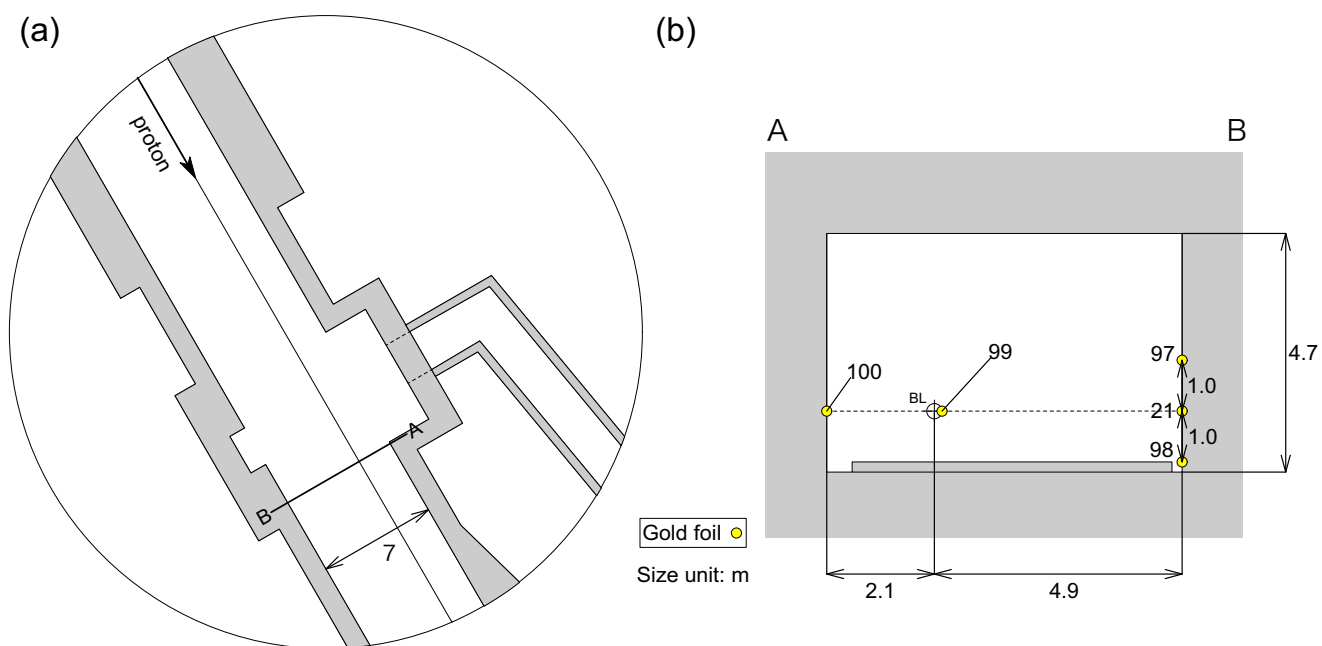 (a)
proton
A
B
7
(b)
A
B
100
BL
99
97
1.0
21
1.0
98
4.7
2.1
4.9
Gold foil
Size unit: m